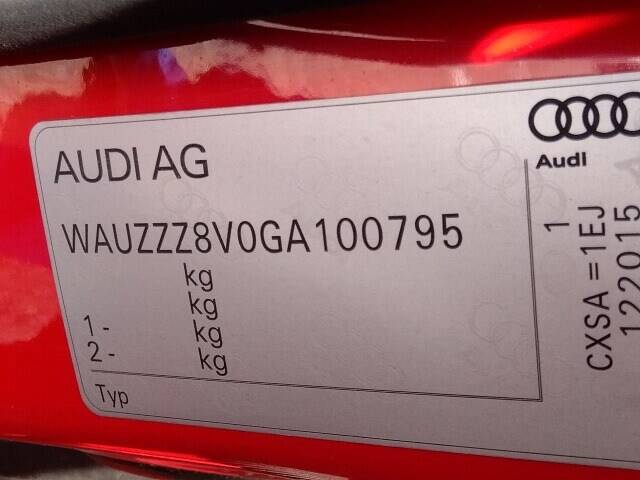 AUDI AG
WAUZZZ8V0GA100795
kg
kg
1- kg
2- kg
Typ
Audi
1
CXSA =1EJ
122015